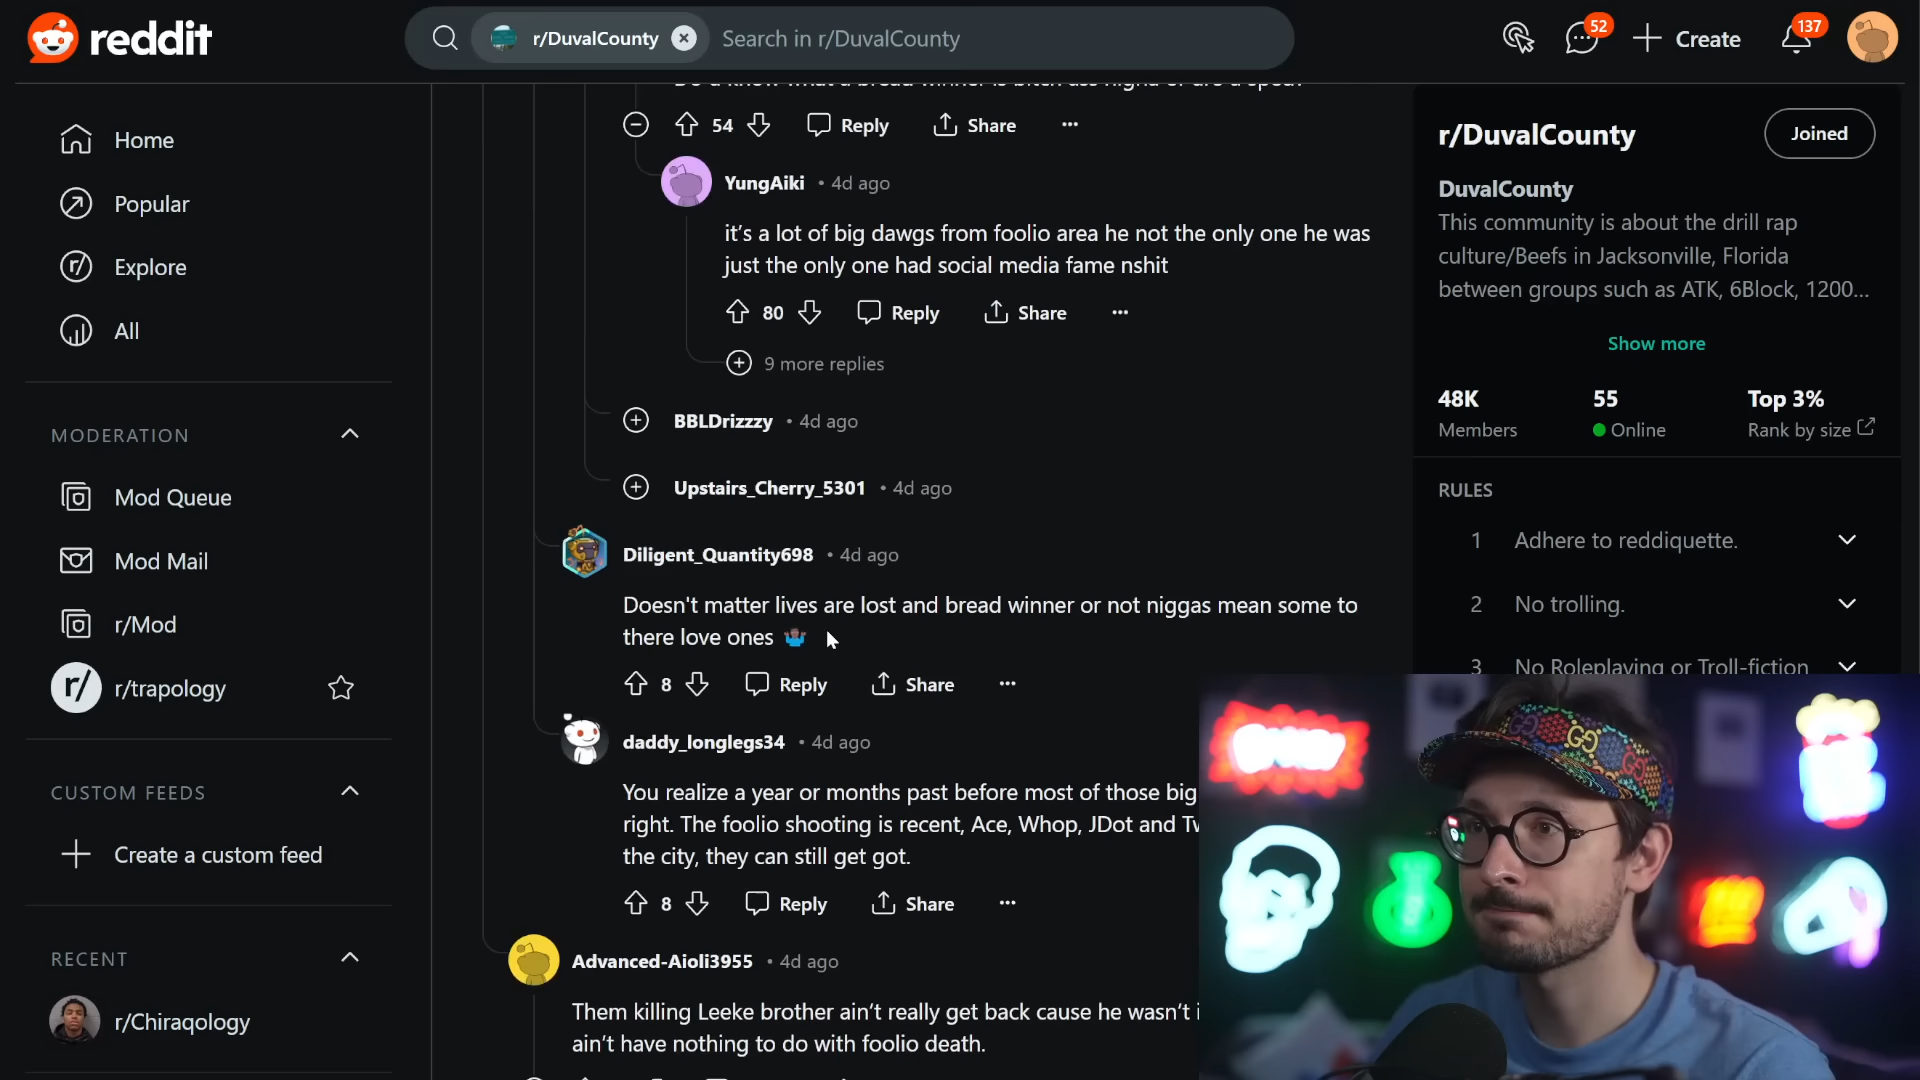 reddit
r/DuvalCounty
Search in r/DuvalCounty
52
Create
137
Home
Popular
Explore
All
MODERATION
Mod Queue
Mod Mail
r/Mod
r/
r/trapology
CUSTOM FEEDS
Create a custom feed
RECENT
r/Chiraqology
54
Reply
Share
YungAiki • 4d ago
it's a lot of big dawgs from foolio area he not the only one he was
just the only one had social media fame nshit
80
Reply
Share
9 more replies
BBLDrizzzy • 4d ago
Upstairs_Cherry_5301 • 4d ago
Diligent_Quantity698 • 4d ago
Doesn't matter lives are lost and bread winner or not niggas mean some to
there love ones 🤷🏾‍♂️
8
Reply
Share
daddy_longlegs34 • 4d ago
You realize a year or months past before most of those big
right. The foolio shooting is recent, Ace, Whop, JDot and
the city, they can still get got.
8
Reply
Share
Advanced-Aioli3955 • 4d ago
Them killing Leeke brother ain't really get back cause he wasn't
ain't have nothing to do with foolio death.
r/DuvalCounty
Joined
DuvalCounty
This community is about the drill rap
culture/Beefs in Jacksonville, Florida
between groups such as ATK, 6Block, 1200...
Show more
48K
Members
55
Online
Top 3%
Rank by size
RULES
1 Adhere to reddiquette.
2 No trolling.
3 No Roleplaying or Troll-fiction